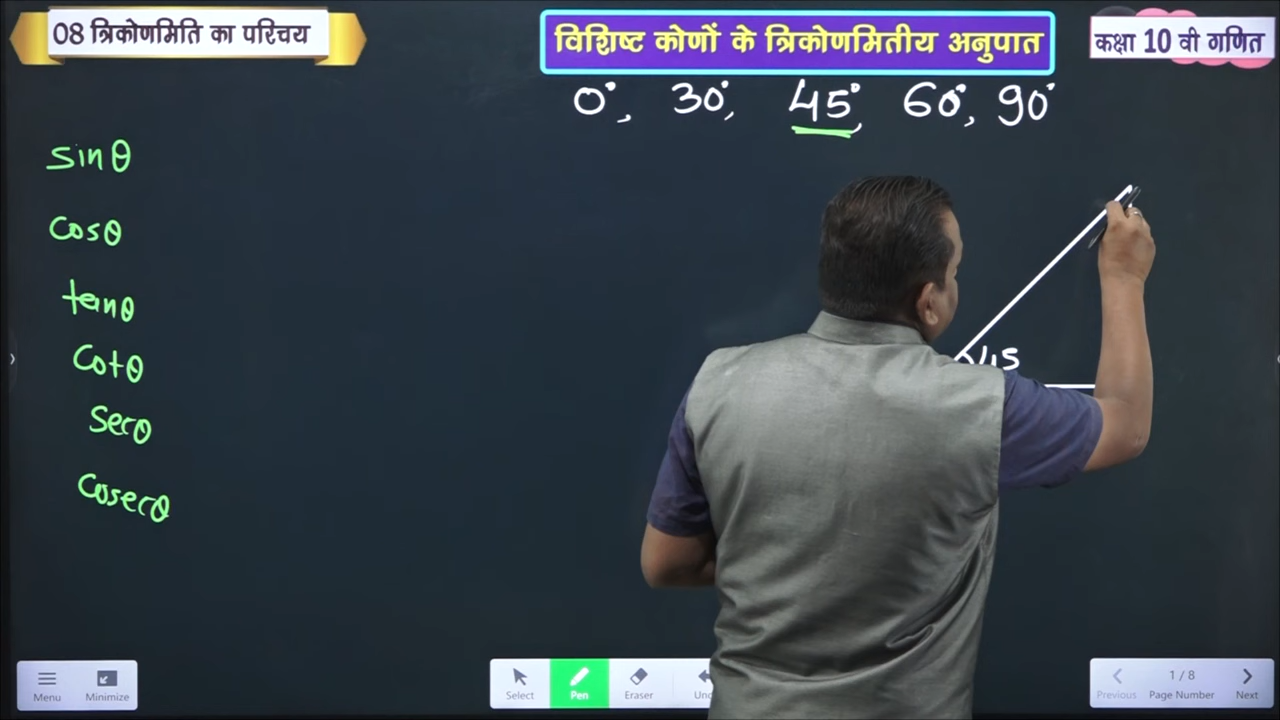 08 त्रिकोणमिति का परिचय
विशिष्ट कोणों के त्रिकोणमितीय अनुपात
कक्षा 10 वी गणित
0°, 30°, 45°, 60°, 90°
sinθ
cosθ
tanθ
cotθ
secθ
cosecθ
45
Menu
Minimize
Select
Pen
Eraser
Und
1 / 8
Previous
Page Number
Next